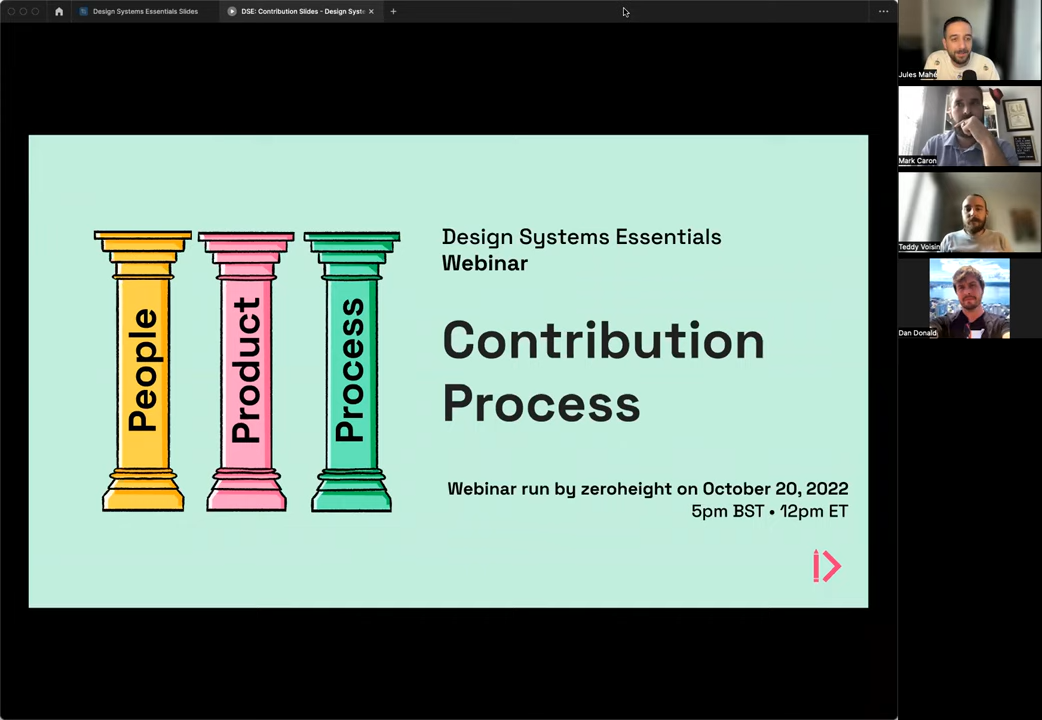 Design Systems Essentials Slides
DSE: Contribution Slides - Design Syst
People
Product
Process
Design Systems Essentials
Webinar
Contribution
Process
Webinar run by zeroheight on October 20, 2022
5pm BST • 12pm ET
Jules Mahé
Mark Caron
Teddy Voisin
Dan Donald